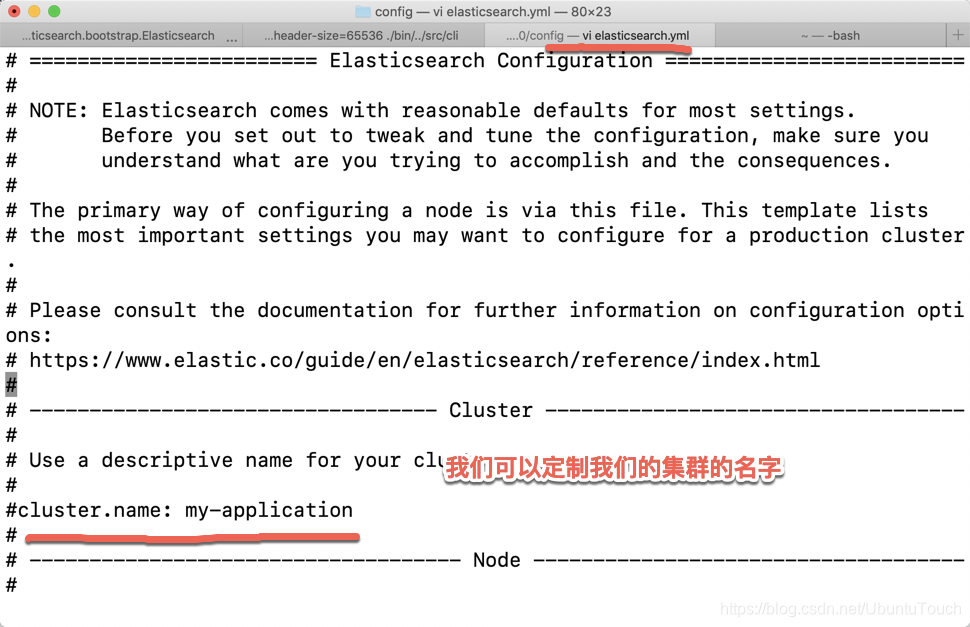 config — vi elasticsearch.yml — 80×23
...ticsearch.bootstrap.Elasticsearch ... ...header-size=65536 ./bin/../src/cli ....0/config — vi elasticsearch.yml ~ — -bash +
# ======================== Elasticsearch Configuration =========================
#
# NOTE: Elasticsearch comes with reasonable defaults for most settings.
#       Before you set out to tweak and tune the configuration, make sure you
#       understand what are you trying to accomplish and the consequences.
#
# The primary way of configuring a node is via this file. This template lists
# the most important settings you may want to configure for a production cluster
.
#
# Please consult the documentation for further information on configuration opti
ons:
# https://www.elastic.co/guide/en/elasticsearch/reference/index.html
#
# ---------------------------------- Cluster -----------------------------------
#
# Use a descriptive name for your
我们可以定制我们的集群的名字
#
#cluster.name: my-application
#
# ------------------------------------ Node ------------------------------------
#
https://blog.csdn.net/UbuntuTouch